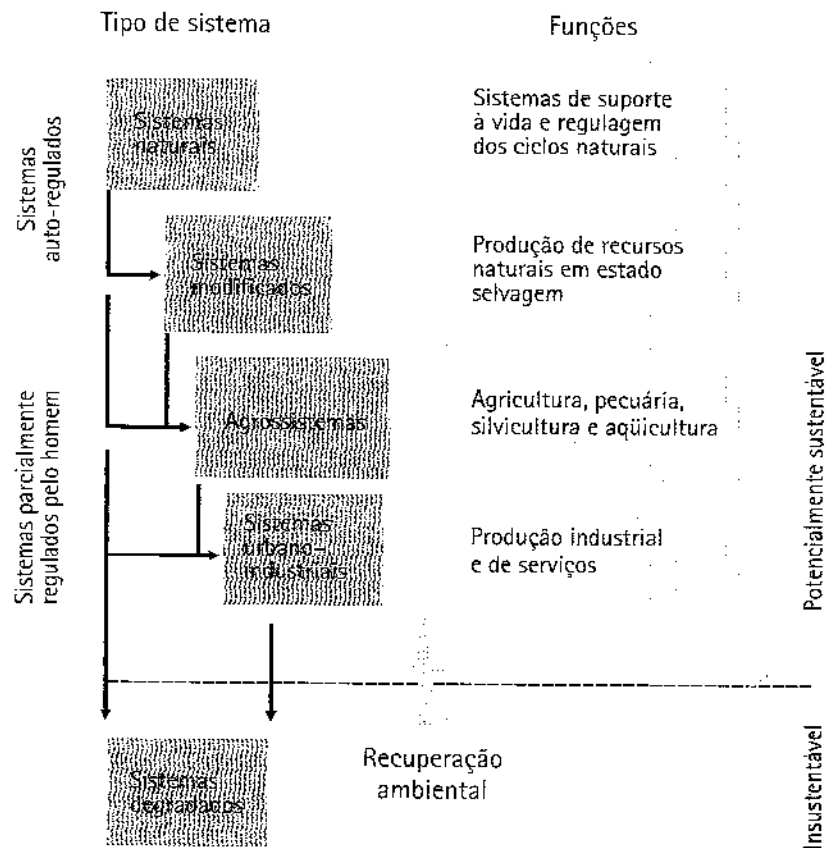 Tipo de sistema
Funções
Sistemas
auto-regulados
Sistemas
naturais
Sistemas de suporte
à vida e regulagem
dos ciclos naturais
Sistemas
modificados
Produção de recursos
naturais em estado
selvagem
Sistemas parcialmente
regulados pelo homem
Agrossistemas
Agricultura, pecuária,
silvicultura e aqüicultura
Sistemas
urbano-
industriais
Produção industrial
e de serviços
Potencialmente sustentável
Sistemas
degradados
Recuperação
ambiental
Insustentável